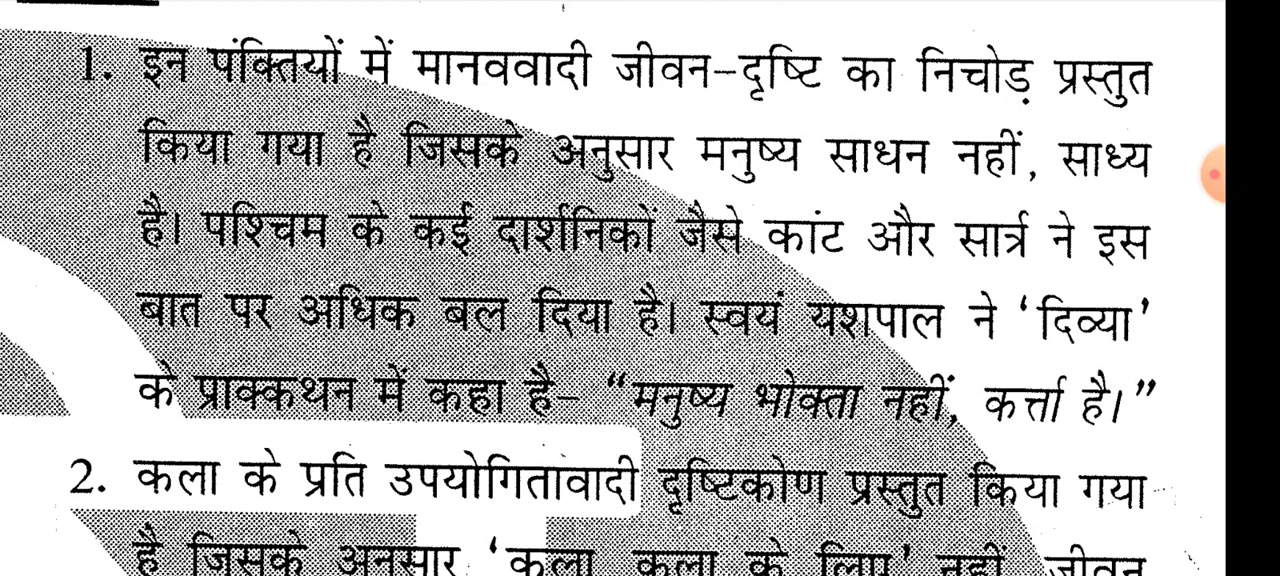 1. इन पंक्तियों में मानववादी जीवन-दृष्टि का निचोड़ प्रस्तुत
किया गया है जिसके अनुसार मनुष्य साधन नहीं, साध्य
है। पश्चिम के कई दार्शनिकों जैसे कांट और सार्त्र ने इस
बात पर अधिक बल दिया है। स्वयं यशपाल ने ‘दिव्या’
के प्राक्कथन में कहा है– “मनुष्य भोक्ता नहीं, कर्त्ता है।”
2. कला के प्रति उपयोगितावादी दृष्टिकोण प्रस्तुत किया गया
है जिसके अनुसार ‘कला कला के लिए’ नहीं जीवन